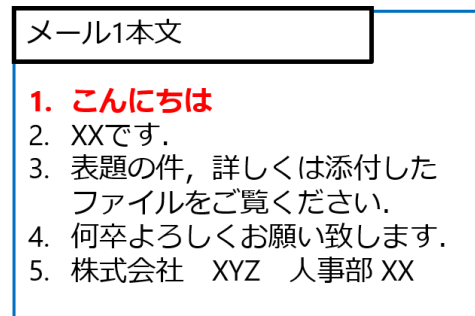 メール1本文
1. こんにちは
2. XXです.
3. 表題の件，詳しくは添付した
ファイルをご覧ください.
4. 何卒よろしくお願い致します.
5. 株式会社　XYZ　人事部 XX